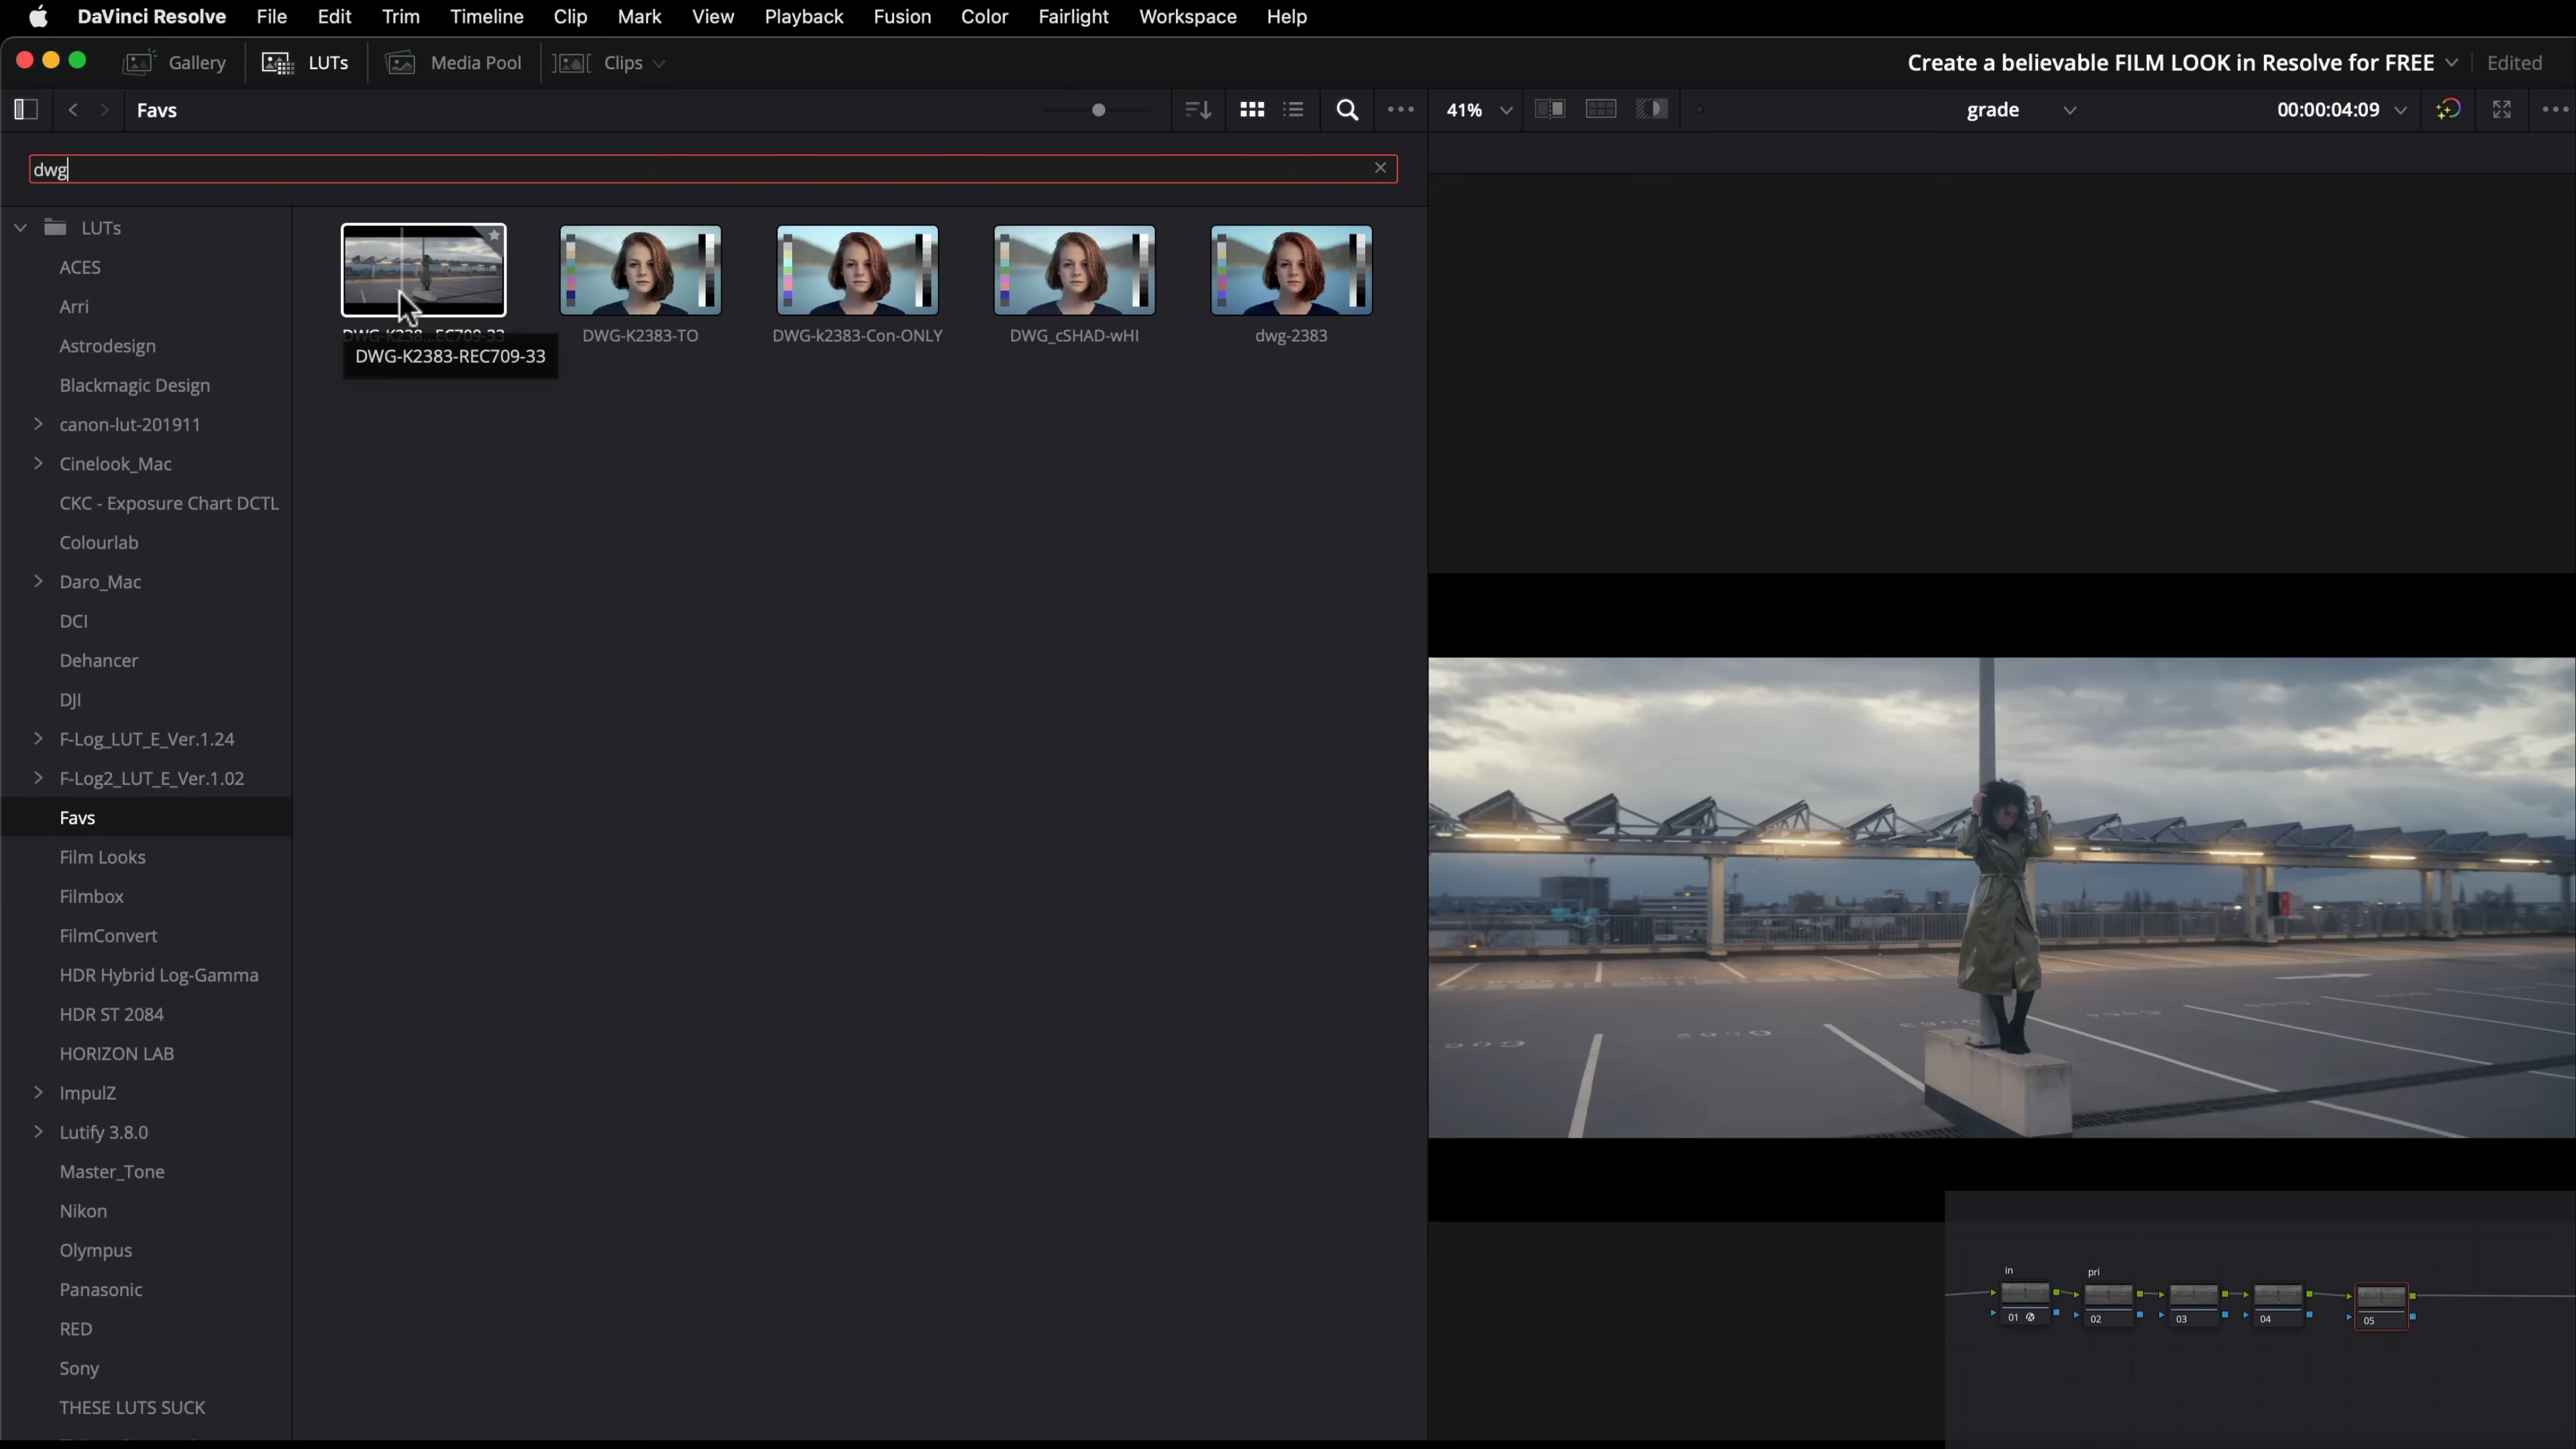 DaVinci Resolve File Edit Trim Timeline Clip Mark View Playback Fusion Color Fairlight Workspace Help
Gallery LUTs Media Pool Clips Create a believable FILM LOOK in Resolve for FREE Edited
Favs 41% grade 00:00:04:09
dwg
LUTs
ACES
Arri
Astrodesign
Blackmagic Design
canon-lut-201911
Cinelook_Mac
CKC - Exposure Chart DCTL
Colourlab
Daro_Mac
DCI
Dehancer
DJI
F-Log_LUT_E_Ver.1.24
F-Log2_LUT_E_Ver.1.02
Favs
Film Looks
Filmbox
FilmConvert
HDR Hybrid Log-Gamma
HDR ST 2084
HORIZON LAB
ImpulZ
Lutify 3.8.0
Master_Tone
Nikon
Olympus
Panasonic
RED
Sony
THESE LUTS SUCK
DWG-K238...EC709-33 DWG-K2383-TO DWG-k2383-Con-ONLY DWG_cSHAD-wHI dwg-2383
DWG-K2383-REC709-33
in pri
01 02 03 04 05